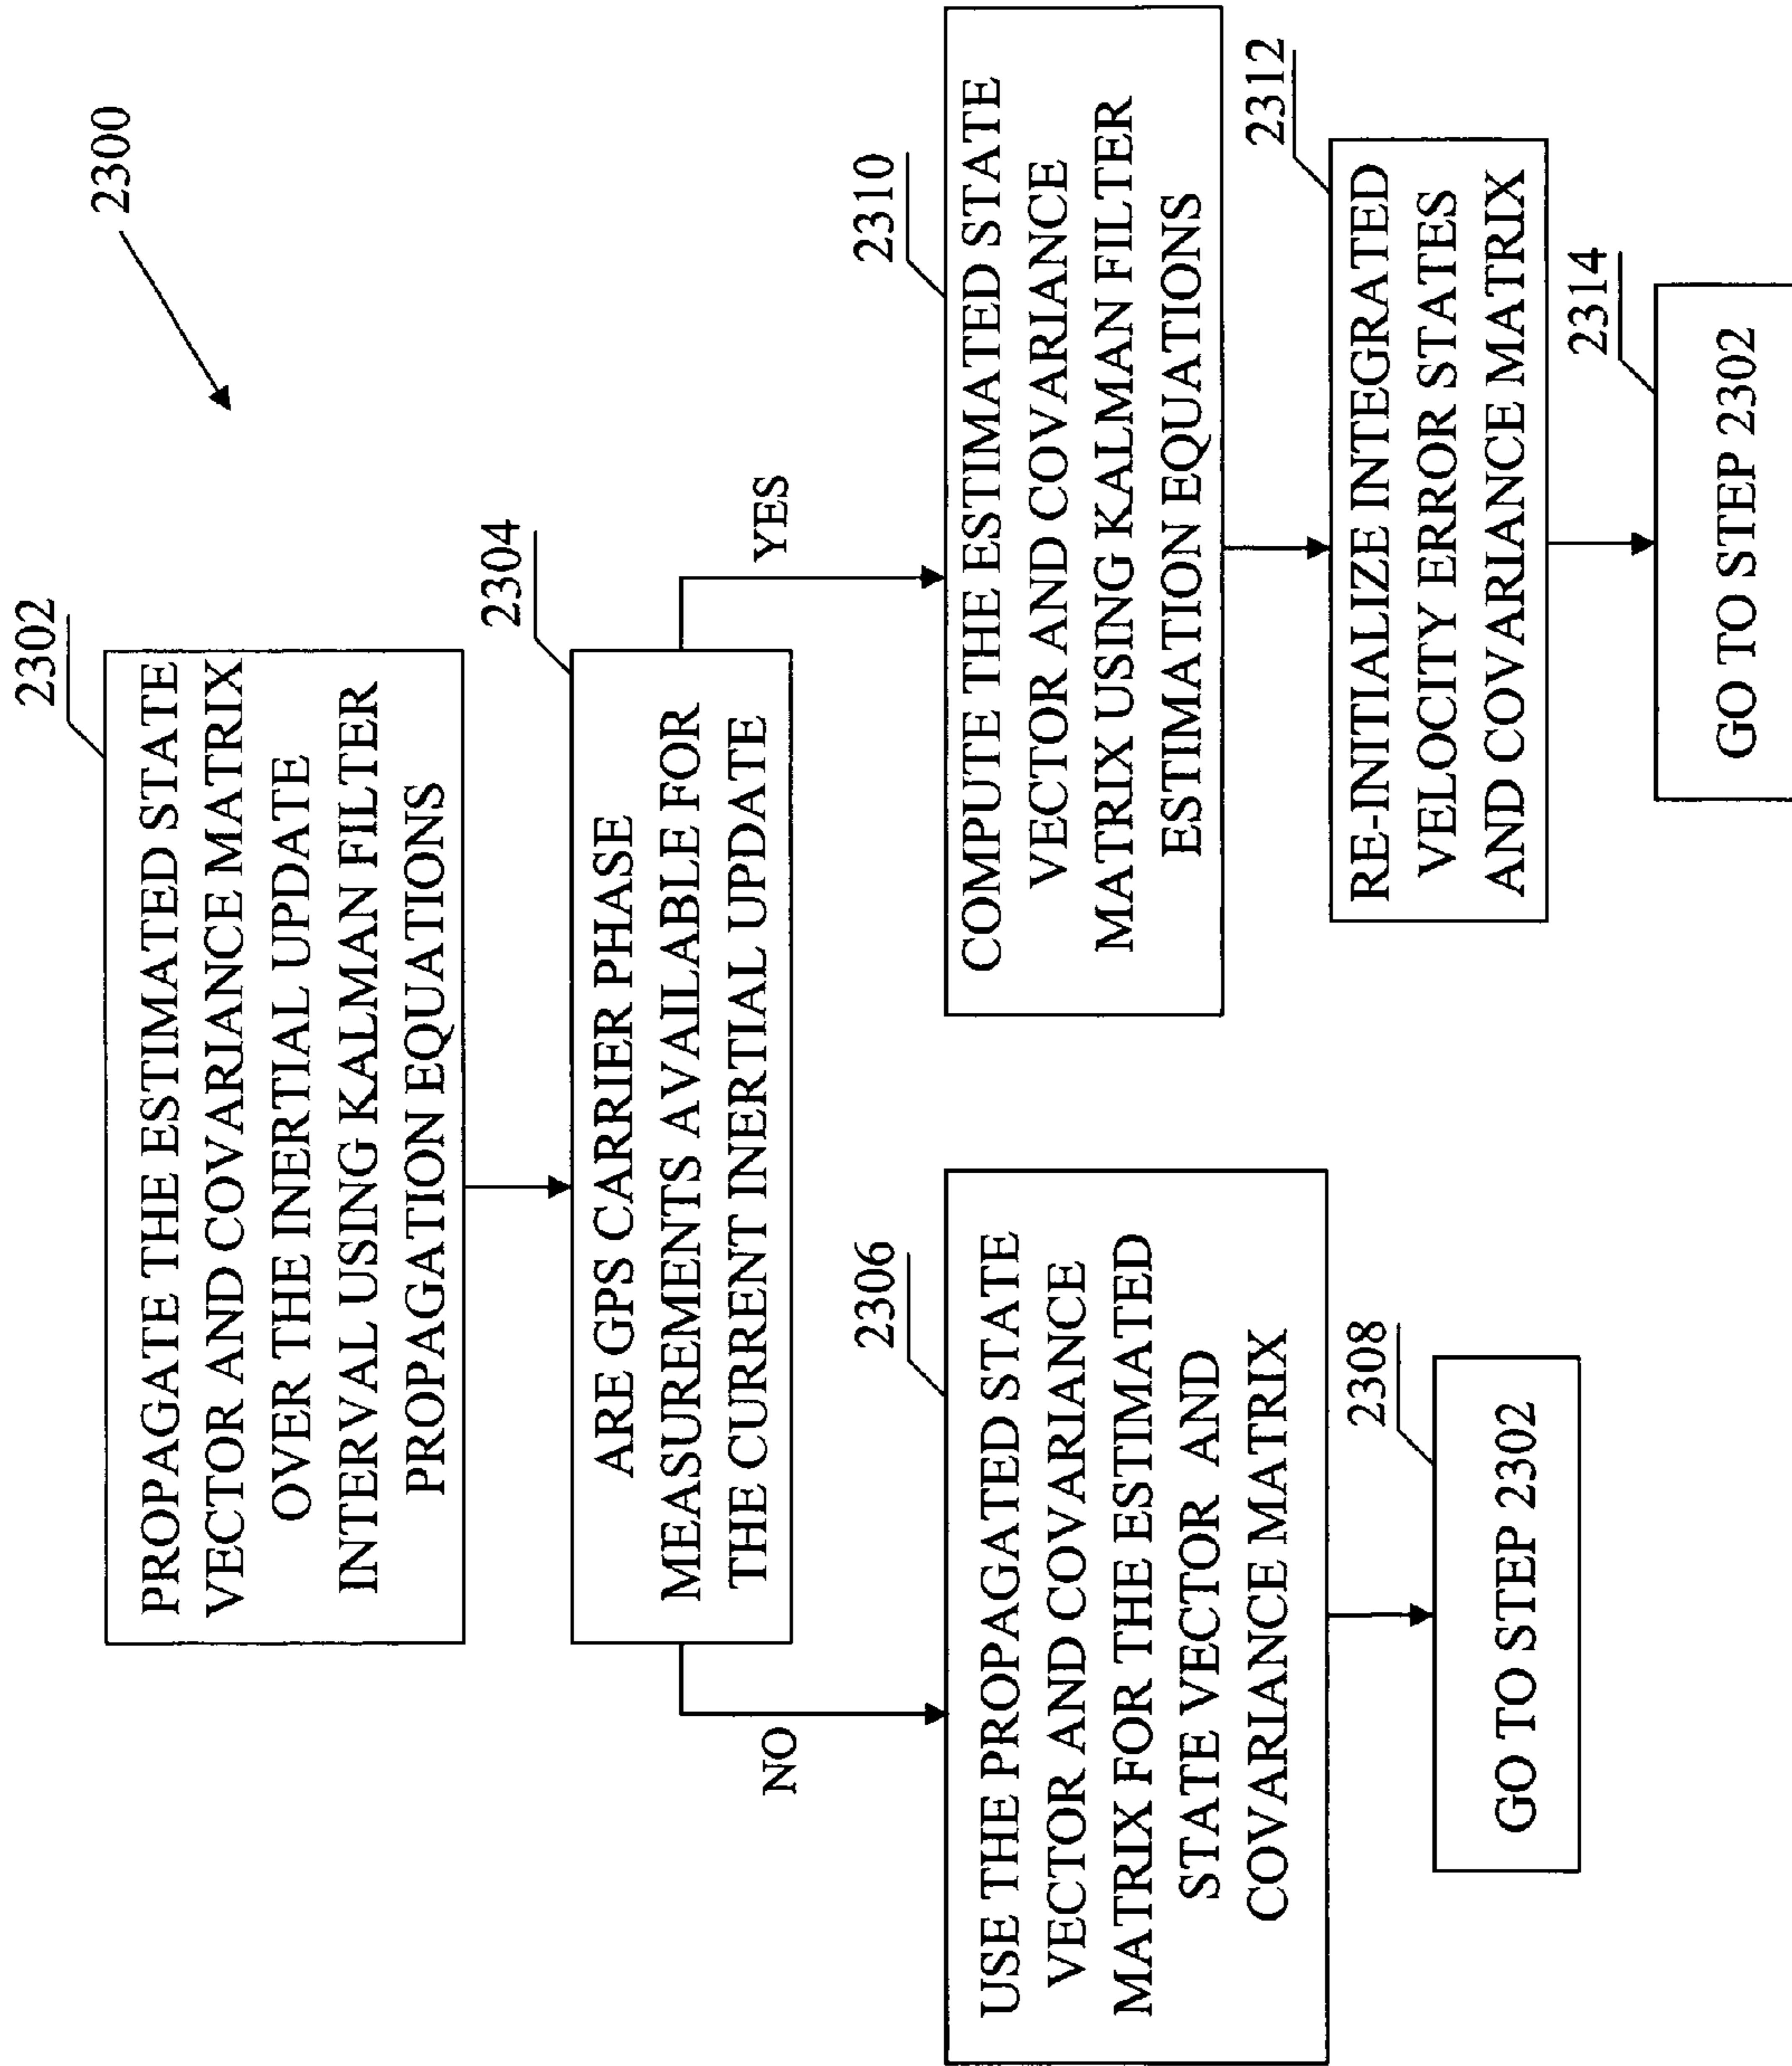 2300
2302
PROPAGATE THE ESTIMATED STATE
VECTOR AND COVARIANCE MATRIX
OVER THE INERTIAL UPDATE
INTERVAL USING KALMAN FILTER
PROPAGATION EQUATIONS
2304
ARE GPS CARRIER PHASE
MEASUREMENTS AVAILABLE FOR
THE CURRENT INERTIAL UPDATE
NO
YES
2306
USE THE PROPAGATED STATE
VECTOR AND COVARIANCE
MATRIX FOR THE ESTIMATED
STATE VECTOR AND
COVARIANCE MATRIX
2308
GO TO STEP 2302
2310
COMPUTE THE ESTIMATED STATE
VECTOR AND COVARIANCE
MATRIX USING KALMAN FILTER
ESTIMATION EQUATIONS
2312
RE-INITIALIZE INTEGRATED
VELOCITY ERROR STATES
AND COVARIANCE MATRIX
2314
GO TO STEP 2302